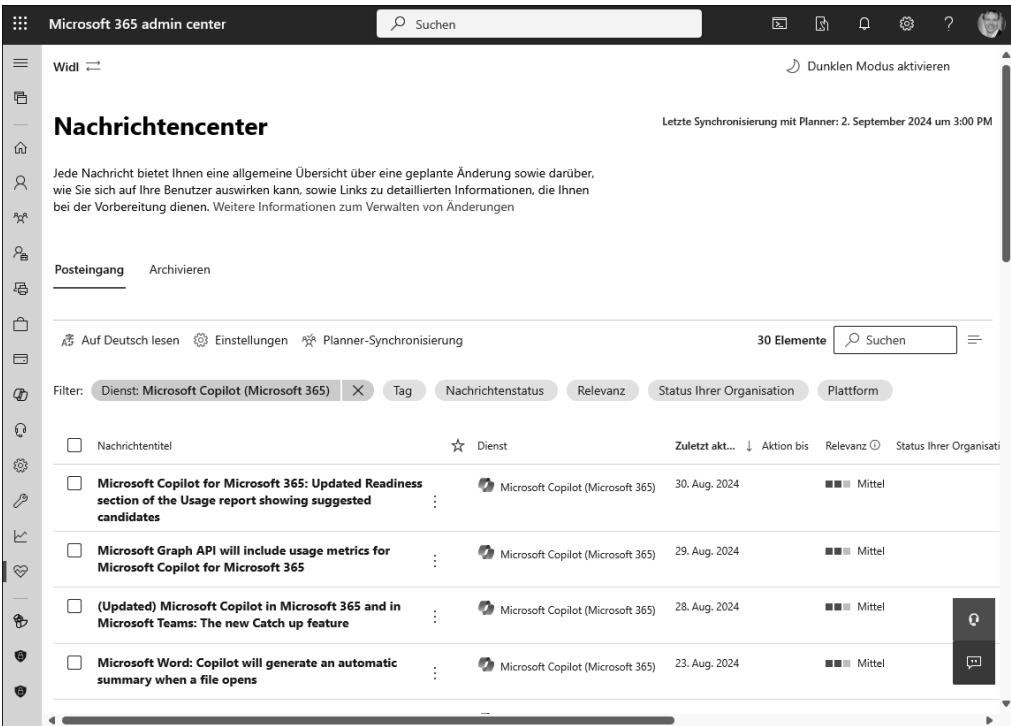 Microsoft 365 admin center
Suchen
?
Widl
Dunklen Modus aktivieren
Nachrichtencenter
Letzte Synchronisierung mit Planner: 2. September 2024 um 3:00 PM
Jede Nachricht bietet Ihnen eine allgemeine Übersicht über eine geplante Änderung sowie darüber,
wie Sie sich auf Ihre Benutzer auswirken kann, sowie Links zu detaillierten Informationen, die Ihnen
bei der Vorbereitung dienen. Weitere Informationen zum Verwalten von Änderungen
Posteingang Archivieren
Auf Deutsch lesen Einstellungen Planner-Synchronisierung 30 Elemente Suchen
Filter: Dienst: Microsoft Copilot (Microsoft 365) Tag Nachrichtenstatus Relevanz Status Ihrer Organisation Plattform
Nachrichtentitel Dienst Zuletzt akt... ↓ Aktion bis Relevanz Status Ihrer Organisati
Microsoft Copilot for Microsoft 365: Updated Readiness
section of the Usage report showing suggested
candidates
Microsoft Copilot (Microsoft 365) 30. Aug. 2024 Mittel
Microsoft Graph API will include usage metrics for
Microsoft Copilot for Microsoft 365
Microsoft Copilot (Microsoft 365) 29. Aug. 2024 Mittel
(Updated) Microsoft Copilot in Microsoft 365 and in
Microsoft Teams: The new Catch up feature
Microsoft Copilot (Microsoft 365) 28. Aug. 2024 Mittel
Microsoft Word: Copilot will generate an automatic
summary when a file opens
Microsoft Copilot (Microsoft 365) 23. Aug. 2024 Mittel